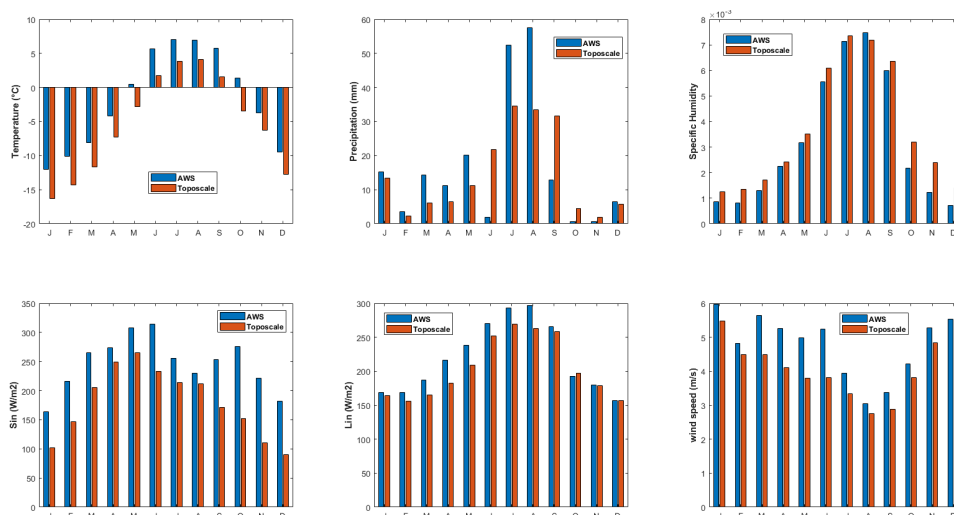 10
5
0
-5
-10
-15
-20
Temperature (°C)
AWS
Toposcale
J F M A M J J A S O N D
60
50
40
30
20
10
0
Precipitation (mm)
AWS
Toposcale
J F M A M J J A S O N D
×10⁻³
8
7
6
5
4
3
2
1
0
Specific Humidity
AWS
Toposcale
J F M A M J J A S O N D
350
300
250
200
150
100
50
0
Sin (W/m2)
AWS
Toposcale
350
300
250
200
150
100
50
0
Lin (W/m2)
AWS
Toposcale
6
5
4
3
2
1
0
wind speed (m/s)
AWS
Toposcale